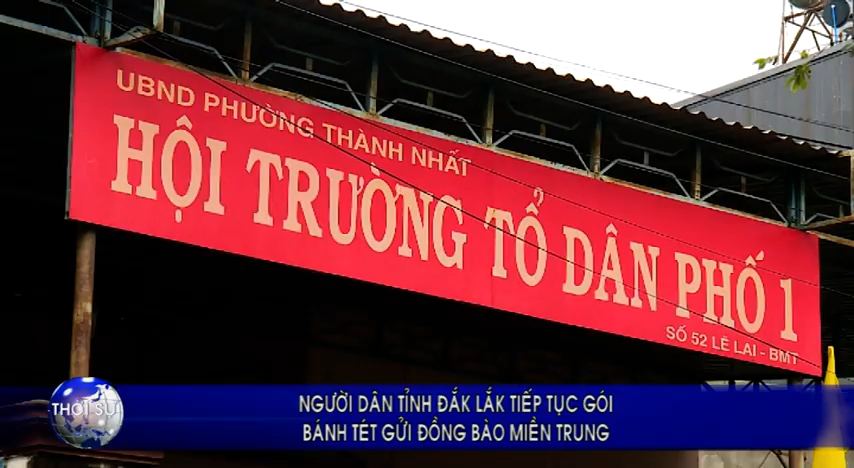 UBND PHƯỜNG THÀNH NHẤT
HỘI TRƯỜNG TỔ DÂN PHỐ 1
SỐ 52 LÊ LAI - BMT
THỜI SỰ
NGƯỜI DÂN TỈNH ĐẮK LẮK TIẾP TỤC GÓI
BÁNH TÉT GỬI ĐỒNG BÀO MIỀN TRUNG